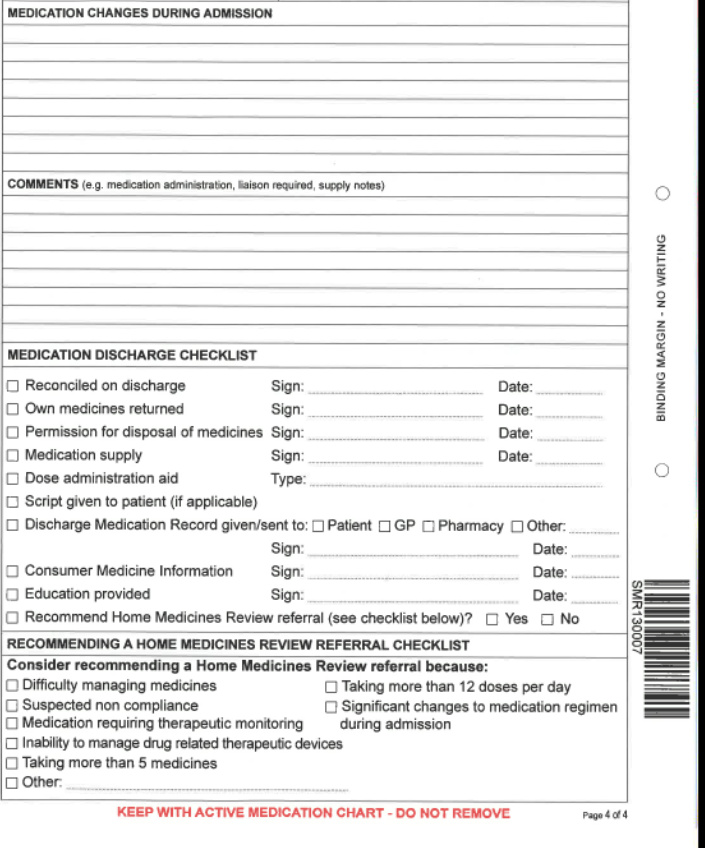 MEDICATION CHANGES DURING ADMISSION
COMMENTS (e.g. medication administration, liaison required, supply notes)
MEDICATION DISCHARGE CHECKLIST
Reconciled on discharge Sign: Date:
Own medicines returned Sign: Date:
Permission for disposal of medicines Sign: Date:
Medication supply Sign: Date:
Dose administration aid Type:
Script given to patient (if applicable)
Discharge Medication Record given/sent to: Patient GP Pharmacy Other:
Sign: Date:
Consumer Medicine Information Sign: Date:
Education provided Sign: Date:
Recommend Home Medicines Review referral (see checklist below)? Yes No
RECOMMENDING A HOME MEDICINES REVIEW REFERRAL CHECKLIST
Consider recommending a Home Medicines Review referral because:
Difficulty managing medicines
Suspected non compliance
Medication requiring therapeutic monitoring
Inability to manage drug related therapeutic devices
Taking more than 5 medicines
Other:
Taking more than 12 doses per day
Significant changes to medication regimen
during admission
KEEP WITH ACTIVE MEDICATION CHART - DO NOT REMOVE
Page 4 of 4
BINDING MARGIN - NO WRITING
SMR130007